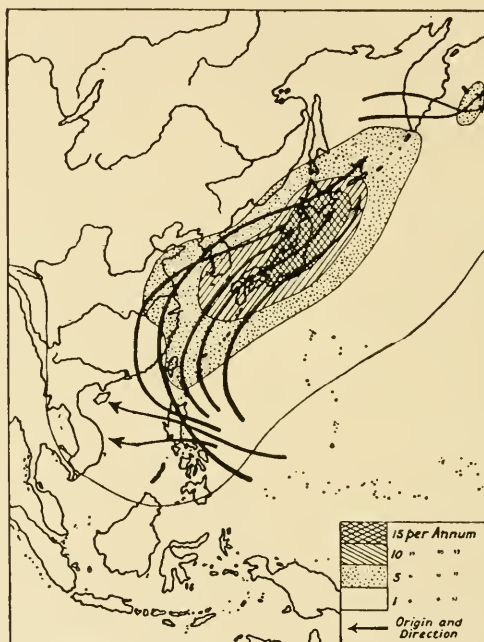 15 per Annum
10 " " "
5 " " "
1 " " "
Origin and
Direction